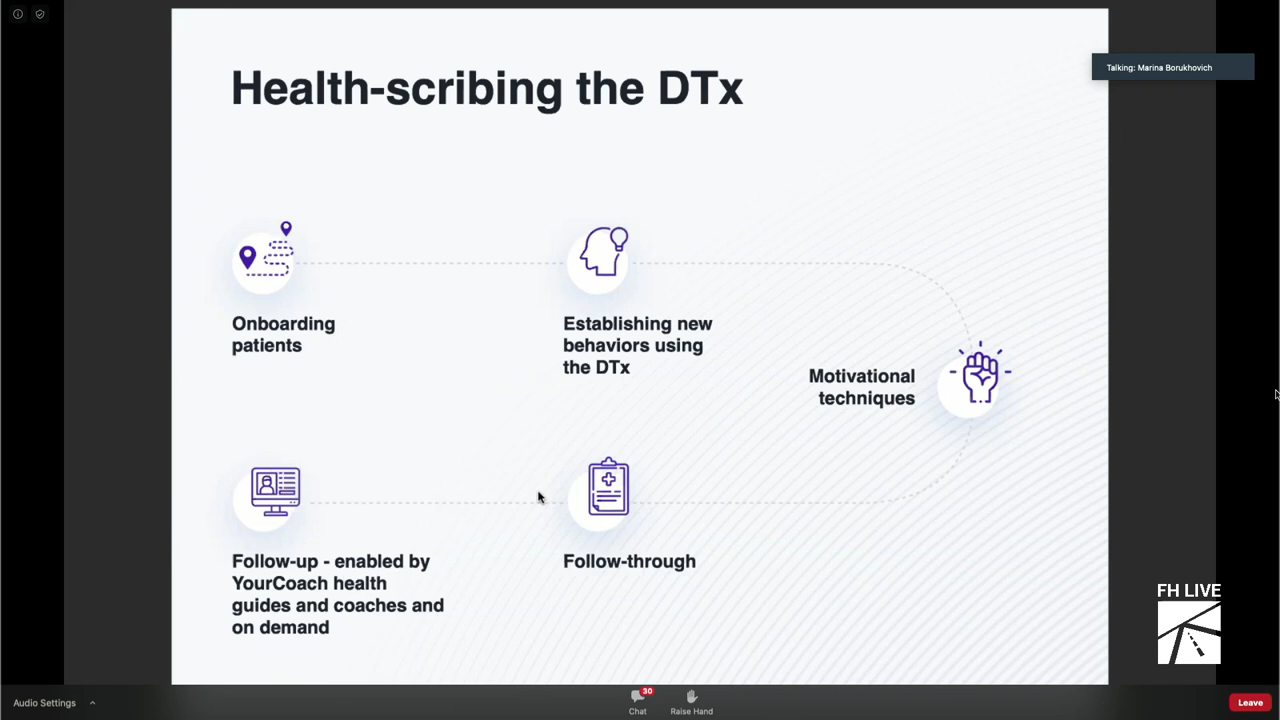 Talking: Marina Borukhovich
Health-scribing the DTx
Onboarding
patients
Establishing new
behaviors using
the DTx
Motivational
techniques
Follow-up - enabled by
YourCoach health
guides and coaches and
on demand
Follow-through
FH LIVE
Audio Settings
30
Chat
Raise Hand
Leave